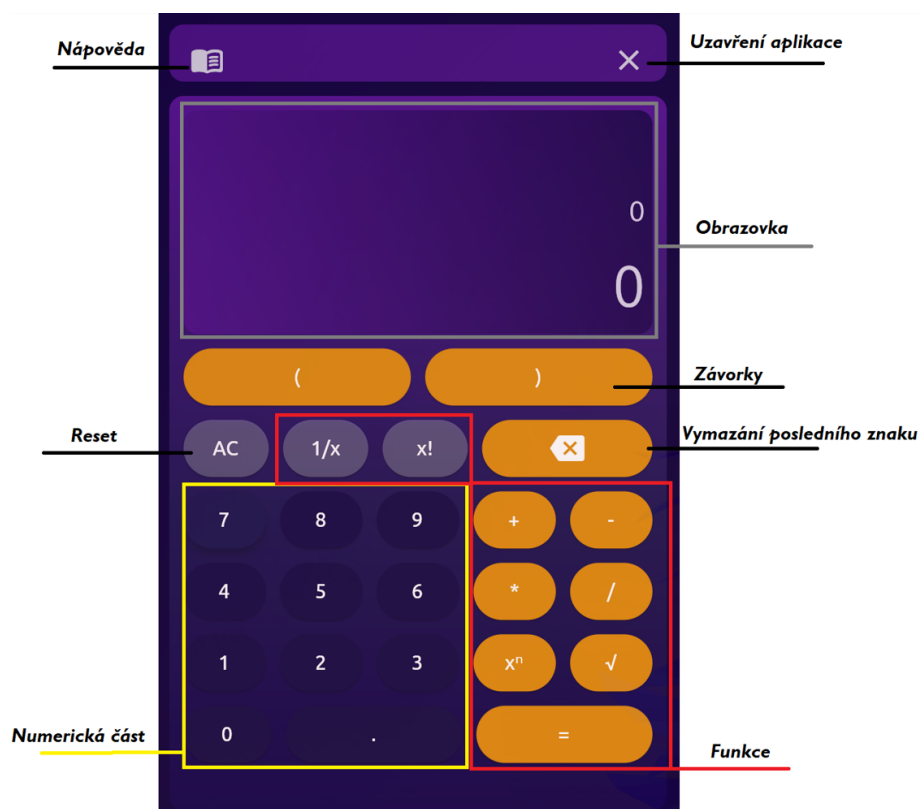 Nápověda
Uzavření aplikace
0
Obrazovka
0
( )
Závorky
Reset
AC 1/x x!
Vymazání posledního znaku
7 8 9 + -
4 5 6 * /
1 2 3 xⁿ √
Numerická část
0 . =
Funkce